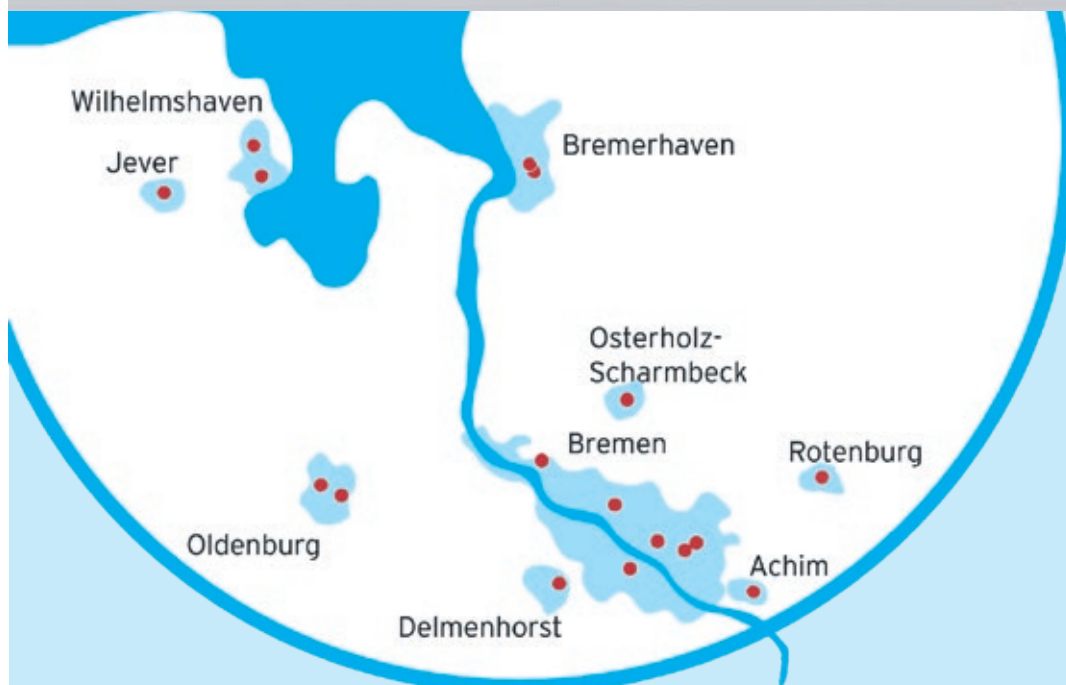 Wilhelmshaven
Jever
Bremerhaven
Osterholz-
Scharmbeck
Bremen
Rotenburg
Oldenburg
Achim
Delmenhorst